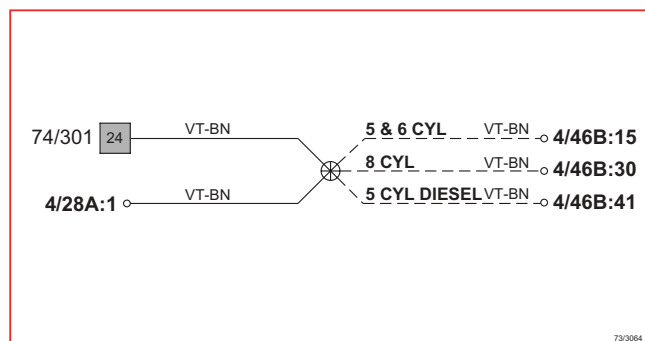 74/301 24 VT-BN
4/28A:1 VT-BN
5 & 6 CYL VT-BN 4/46B:15
8 CYL VT-BN 4/46B:30
5 CYL DIESEL VT-BN 4/46B:41
73/3064